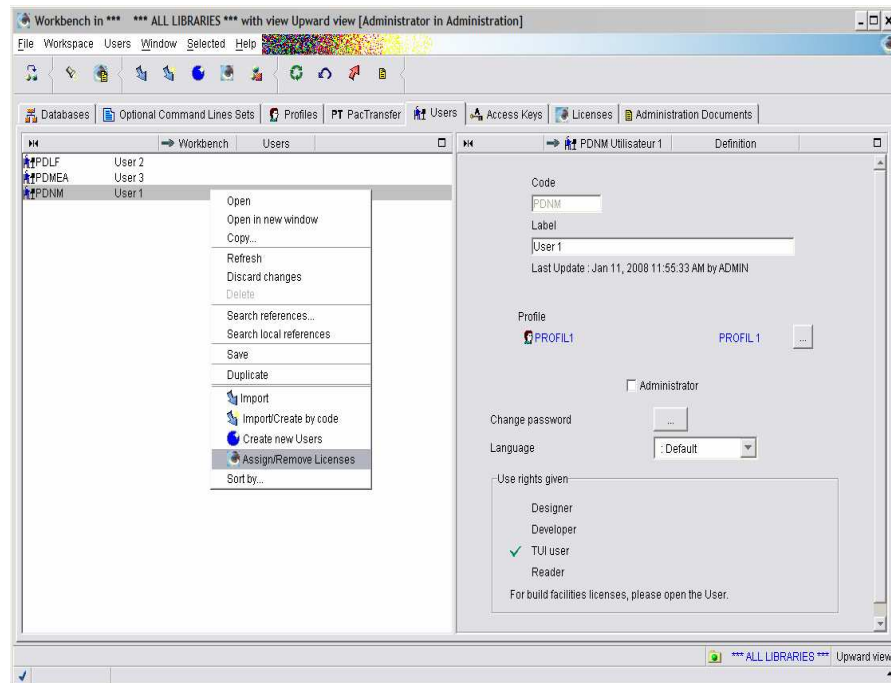 Workbench in *** *** ALL LIBRARIES *** with view Upward view [Administrator in Administration]
File Workspace Users Window Selected Help
Databases Optional Command Lines Sets Profiles PT PacTransfer Users Access Keys Licenses Administration Documents
Workbench Users
PDLF User 2
PDMEA User 3
PDNM User 1
Open
Open in new window
Copy...
Refresh
Discard changes
Delete
Search references...
Search local references
Save
Duplicate
Import
Import/Create by code
Create new Users
Assign/Remove Licenses
Sort by...
PDNM Utilisateur 1 Definition
Code
PDNM
Label
User 1
Last Update : Jan 11, 2008 11:55:33 AM by ADMIN
Profile
PROFIL1 PROFIL 1 ...
Administrator
Change password ...
Language : Default
Use rights given
Designer
Developer
TUI user
Reader
For build facilities licenses, please open the User.
*** ALL LIBRARIES *** Upward view